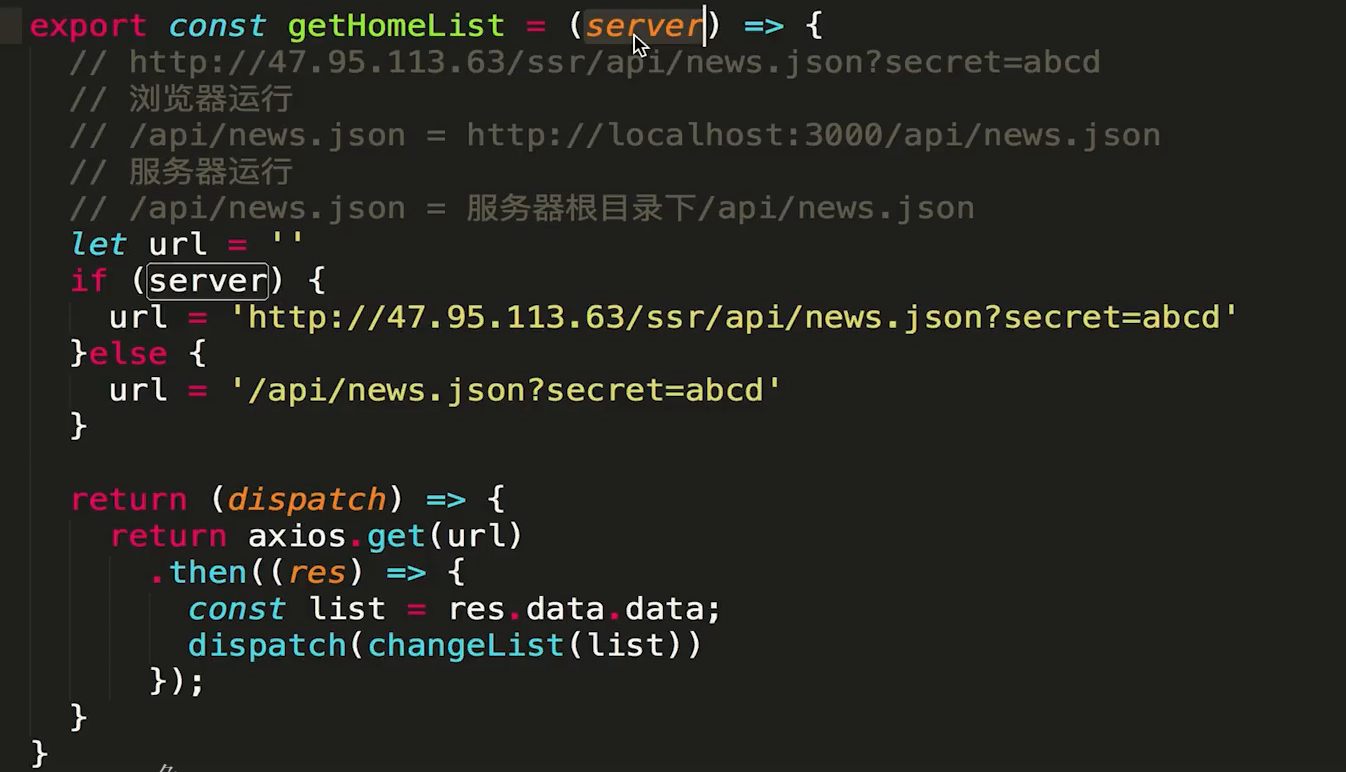 export const getHomeList = (server) => {
// http://47.95.113.63/ssr/api/news.json?secret=abcd
// 浏览器运行
// /api/news.json = http://localhost:3000/api/news.json
// 服务器运行
// /api/news.json = 服务器根目录下/api/news.json
let url = ''
if (server) {
url = 'http://47.95.113.63/ssr/api/news.json?secret=abcd'
}else {
url = '/api/news.json?secret=abcd'
}
return (dispatch) => {
return axios.get(url)
.then((res) => {
const list = res.data.data;
dispatch(changeList(list))
});
}
}